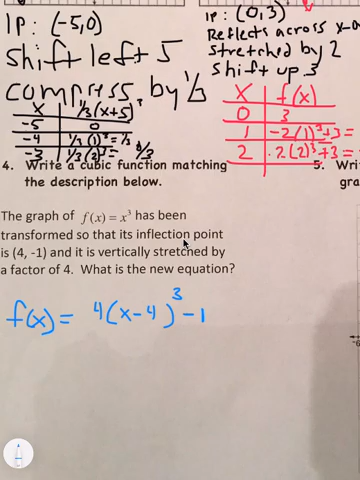 IP: (-5,0)
Shift left 5
compress by 1/3
x 1/3(x+5)³
-5 0
-4 1/3(1)³=1/3
-3 1/3(2)³= 8/3
IP: (0,3)
Reflects across
stretched by 2
Shift up 3
X f(x)
0 3
1 -2(1)³+3=
2 -2(2)³+3=
4. Write a cubic function matching
the description below.
5. Wri
gra
The graph of f(x) = x³ has been
transformed so that its inflection point
is (4, -1) and it is vertically stretched by
a factor of 4. What is the new equation?
f(x) = 4(x-4)³-1